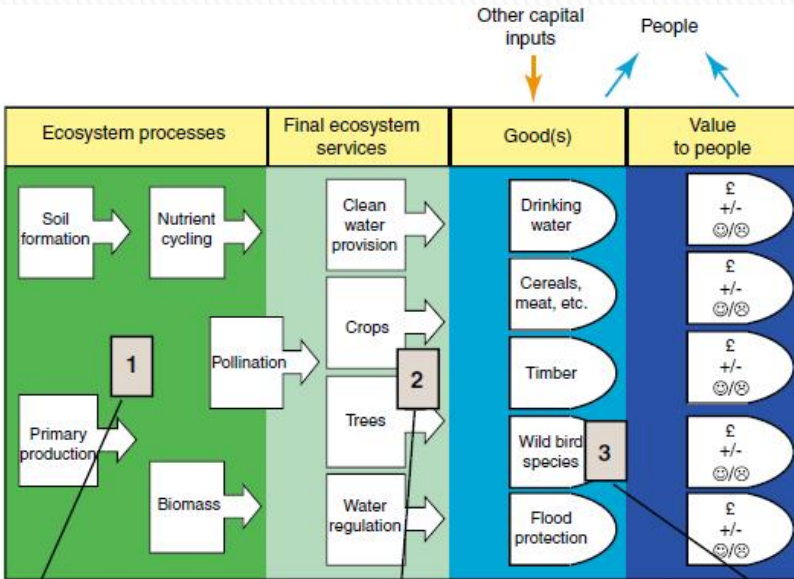 Other capital
inputs
People
Ecosystem processes
Final ecosystem
services
Good(s)
Value
to people
Soil
formation
Nutrient
cycling
Clean
water
provision
Drinking
water
£
+/-
☺/☹
Cereals,
meat, etc.
£
+/-
☺/☹
Crops
Pollination
1
2
Timber
£
+/-
☺/☹
Primary
production
Trees
Wild bird
species
3
£
+/-
☺/☹
Biomass
Water
regulation
Flood
protection
£
+/-
☺/☹